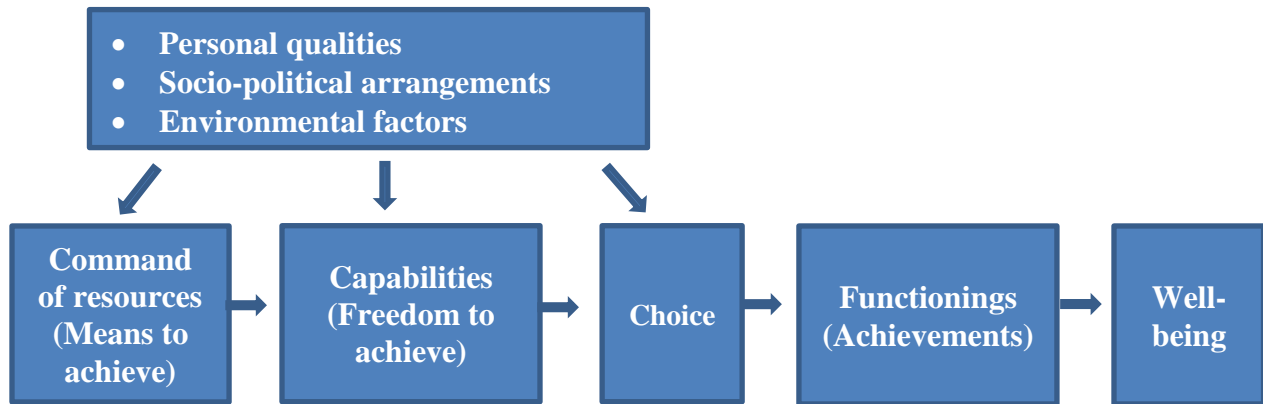 • Personal qualities
• Socio-political arrangements
• Environmental factors
Command
of resources
(Means to
achieve)
Capabilities
(Freedom to
achieve)
Choice
Functionings
(Achievements)
Well-
being